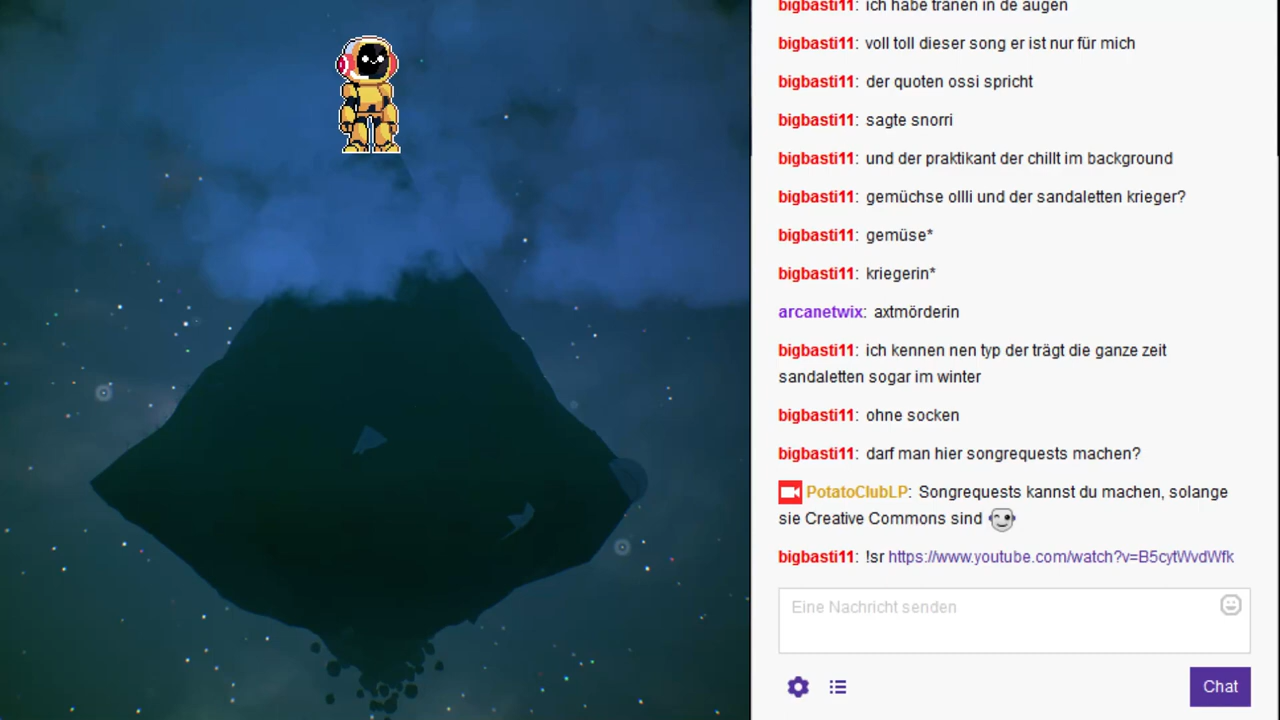 bigbasti11: ich habe tränen in de augen
bigbasti11: voll toll dieser song er ist nur für mich
bigbasti11: der quoten ossi spricht
bigbasti11: sagte snorri
bigbasti11: und der praktikant der chillt im background
bigbasti11: gemüchse ollli und der sandaletten krieger?
bigbasti11: gemüse*
bigbasti11: kriegerin*
arcanetwix: axtmörderin
bigbasti11: ich kennen nen typ der trägt die ganze zeit
sandaletten sogar im winter
bigbasti11: ohne socken
bigbasti11: darf man hier songrequests machen?
PotatoClubLP: Songrequests kannst du machen, solange
sie Creative Commons sind
bigbasti11: !sr https://www.youtube.com/watch?v=B5cytWvdWfk
Eine Nachricht senden
Chat